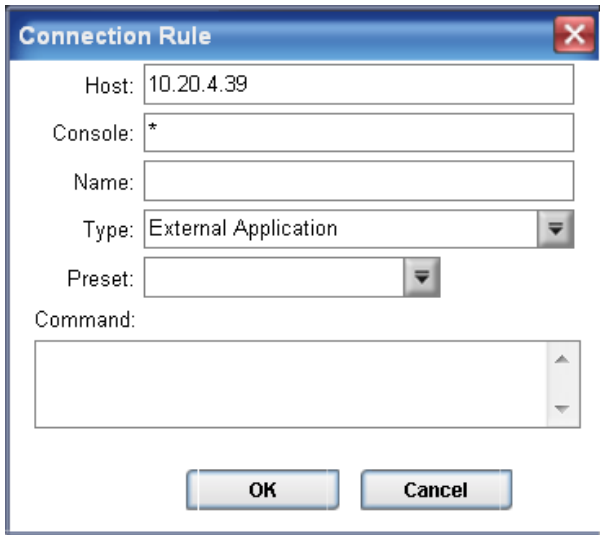 Connection Rule
Host: 10.20.4.39
Console: *
Name:
Type: External Application
Preset:
Command:
OK Cancel